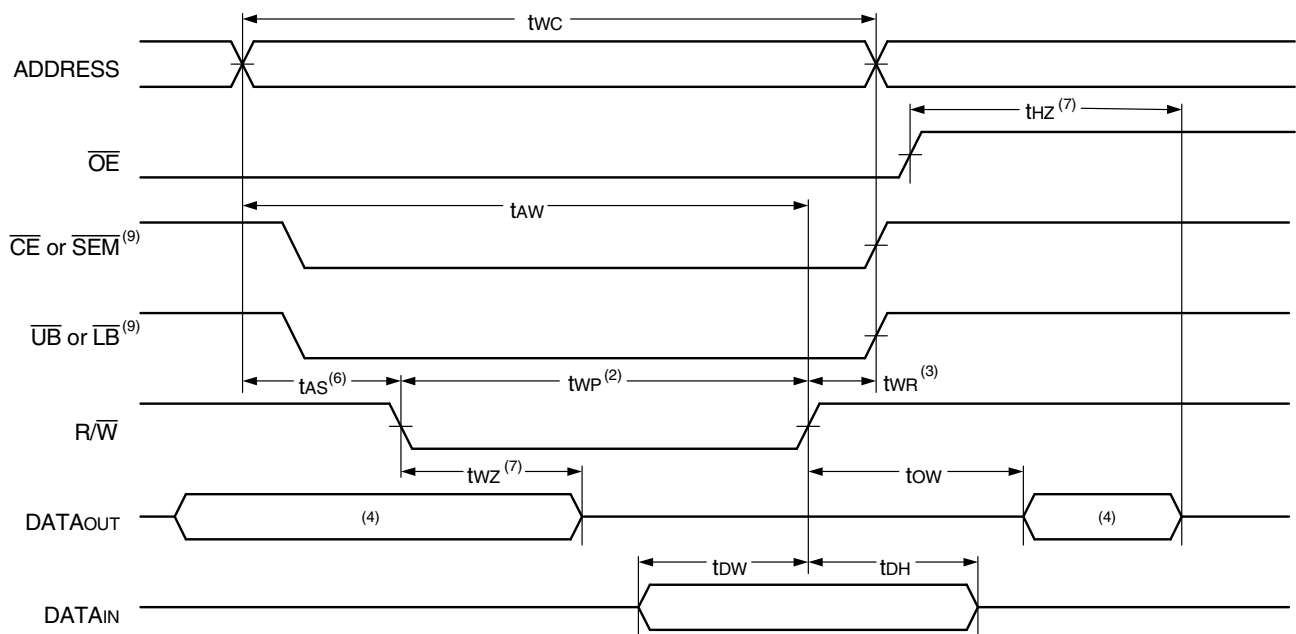 tWC
ADDRESS
tHZ (7)
OE
tAW
CE or SEM (9)
UB or LB (9)
tAS (6)
tWP (2)
tWR (3)
R/W
tWZ (7)
tOW
DATAOUT
(4)
(4)
tDW
tDH
DATAIN